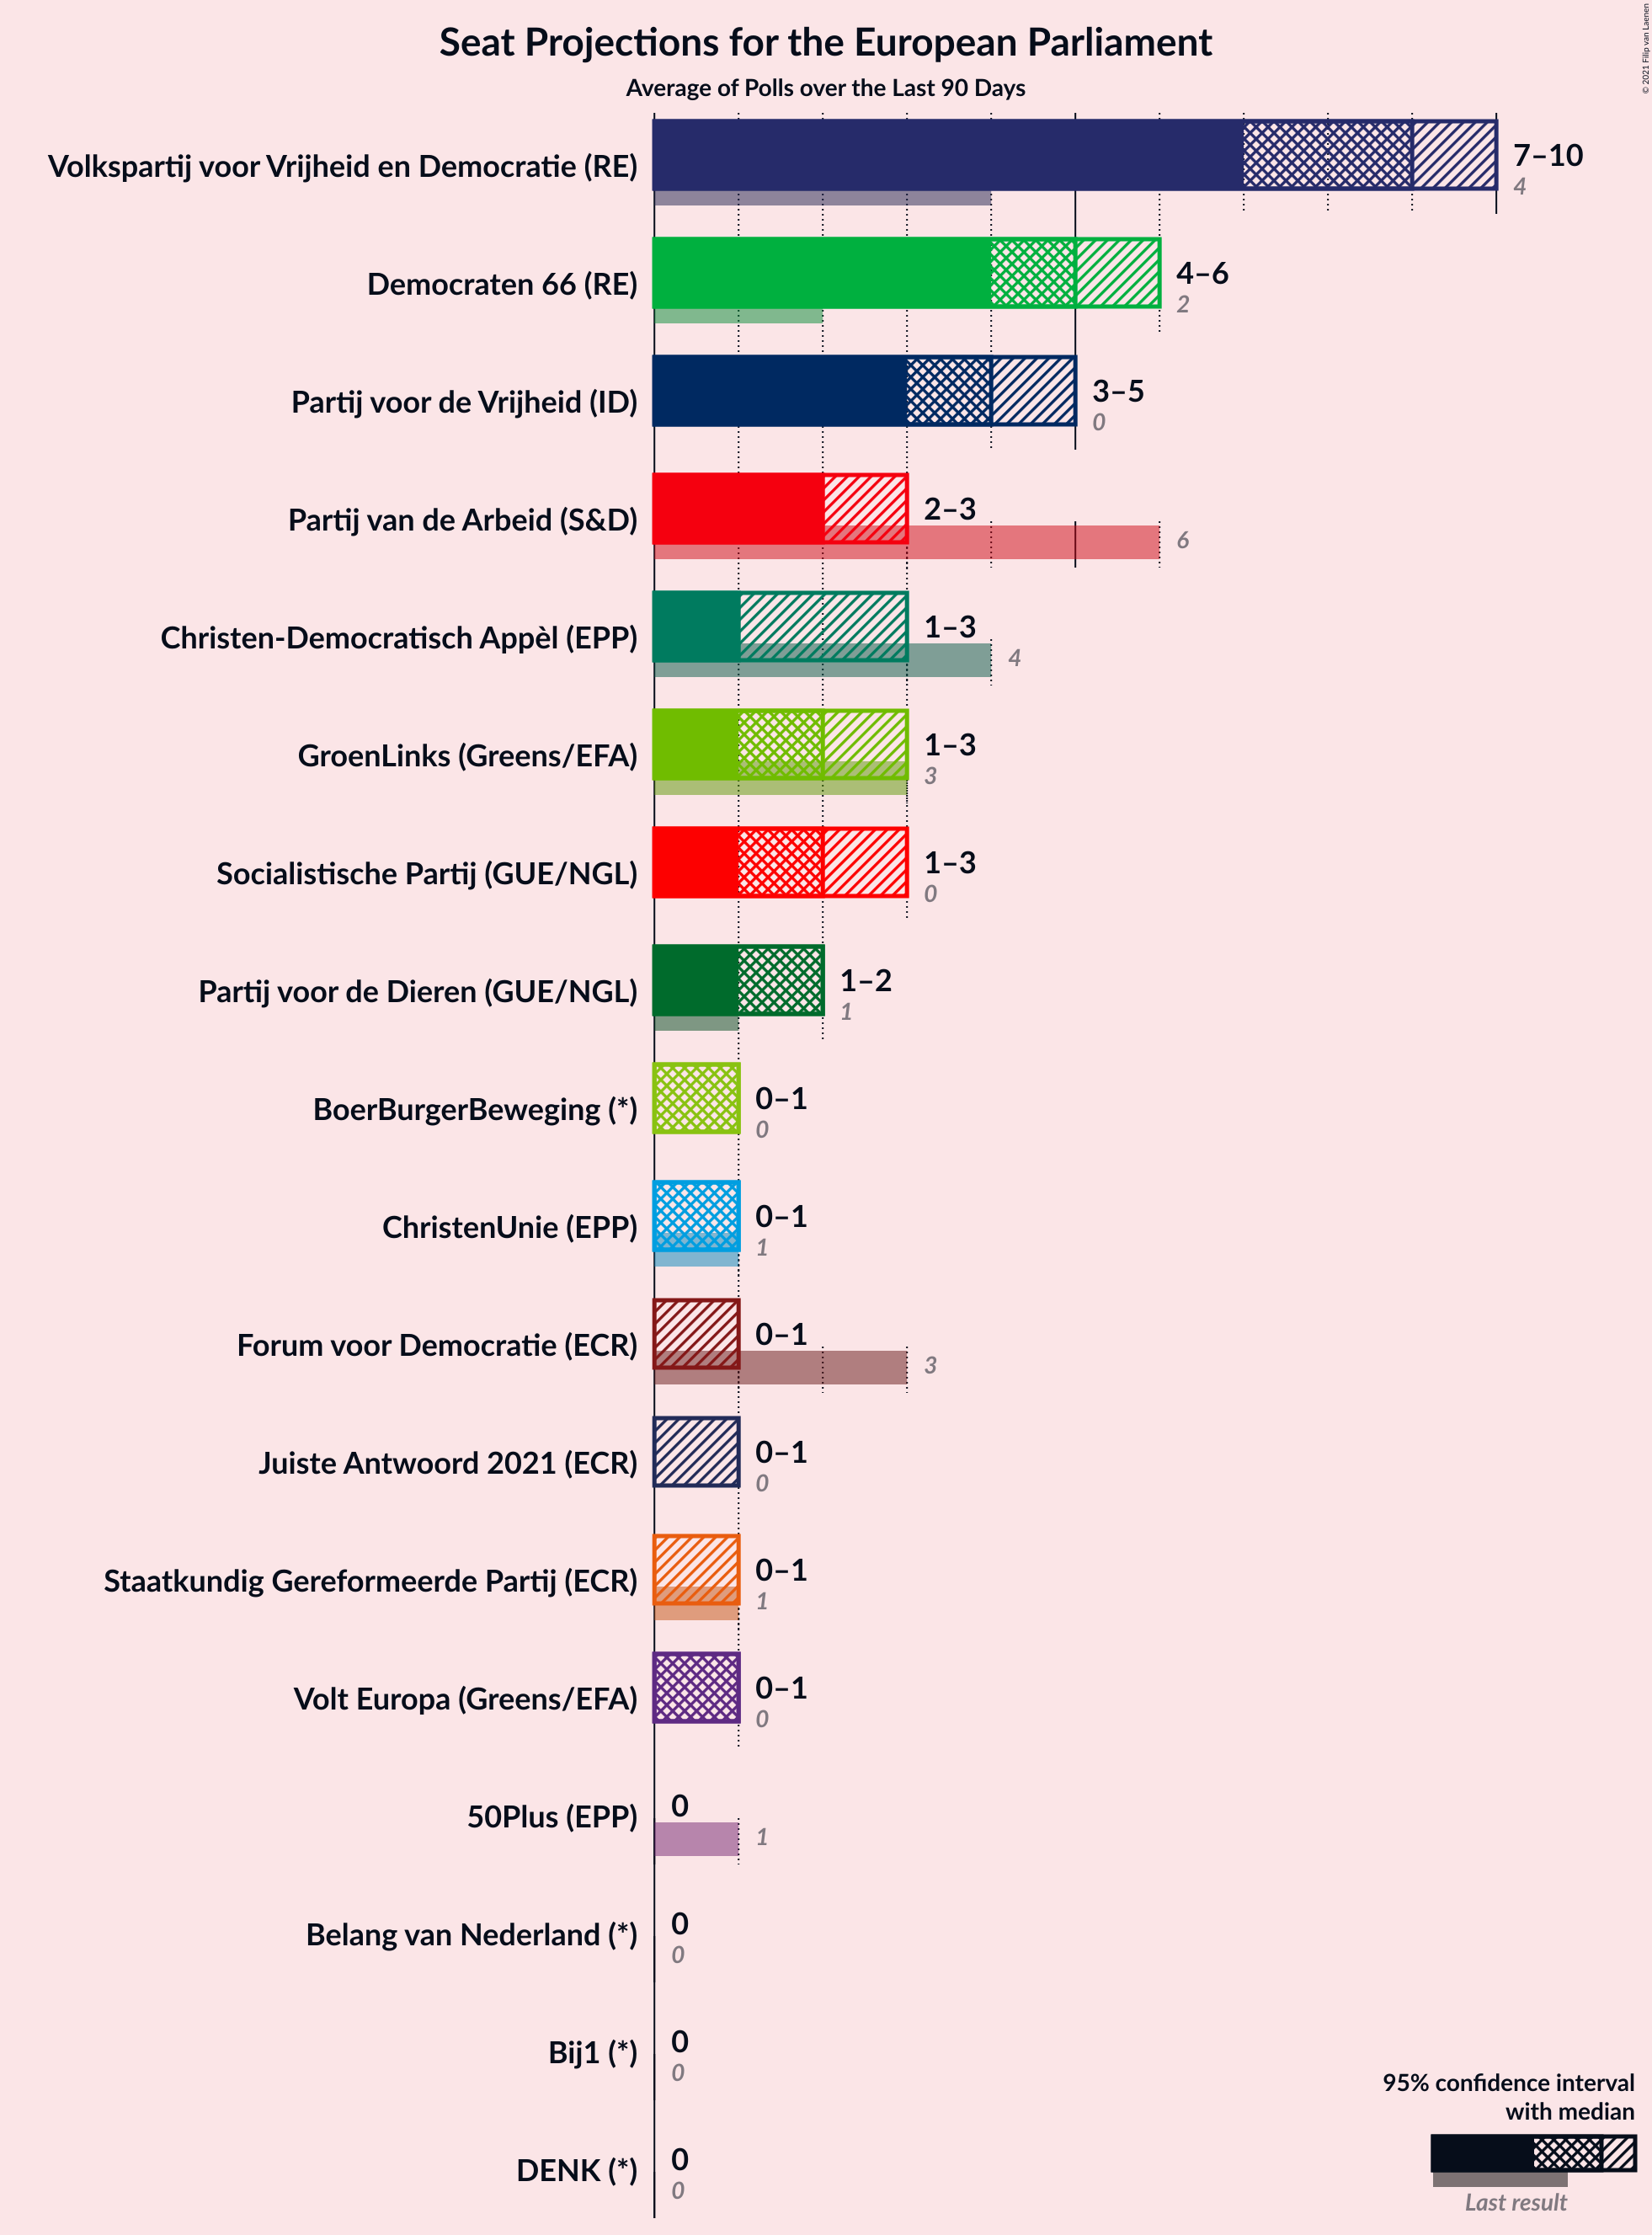 Seat Projections for the European Parliament
Average of Polls over the Last 90 Days
© 2021 Filip van Laenen
Volkspartij voor Vrijheid en Democratie (RE)
7–10
4
Democraten 66 (RE)
4–6
2
Partij voor de Vrijheid (ID)
3–5
0
Partij van de Arbeid (S&D)
2–3
6
Christen-Democratisch Appèl (EPP)
1–3
4
GroenLinks (Greens/EFA)
1–3
3
Socialistische Partij (GUE/NGL)
1–3
0
Partij voor de Dieren (GUE/NGL)
1–2
1
BoerBurgerBeweging (*)
0–1
0
ChristenUnie (EPP)
0–1
1
Forum voor Democratie (ECR)
0–1
3
Juiste Antwoord 2021 (ECR)
0–1
0
Staatkundig Gereformeerde Partij (ECR)
0–1
1
Volt Europa (Greens/EFA)
0–1
0
50Plus (EPP)
0
1
Belang van Nederland (*)
0
0
Bij1 (*)
0
0
DENK (*)
0
0
95% confidence interval
with median
Last result